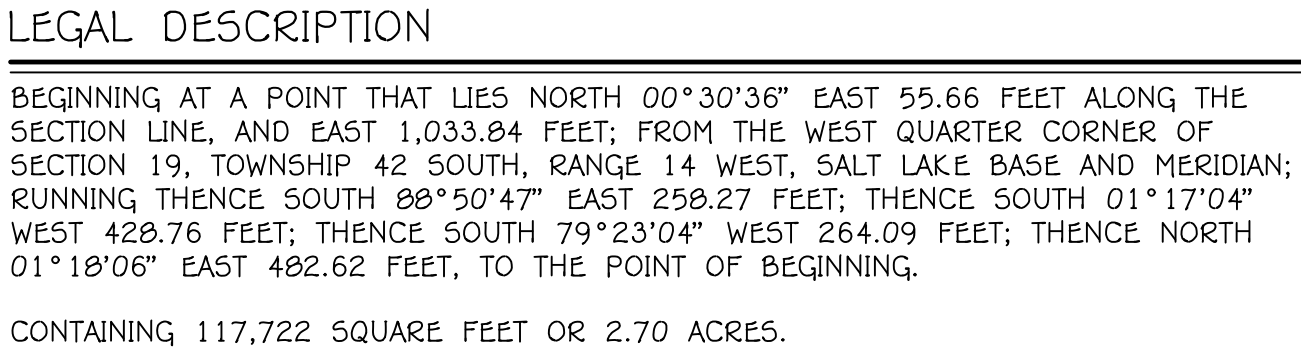 LEGAL DESCRIPTION
BEGINNING AT A POINT THAT LIES NORTH 00°30'36" EAST 55.66 FEET ALONG THE
SECTION LINE, AND EAST 1,033.84 FEET; FROM THE WEST QUARTER CORNER OF
SECTION 19, TOWNSHIP 42 SOUTH, RANGE 14 WEST, SALT LAKE BASE AND MERIDIAN;
RUNNING THENCE SOUTH 88°50'47" EAST 258.27 FEET; THENCE SOUTH 01°17'04"
WEST 428.76 FEET; THENCE SOUTH 79°23'04" WEST 264.09 FEET; THENCE NORTH
01°18'06" EAST 482.62 FEET, TO THE POINT OF BEGINNING.
CONTAINING 117,722 SQUARE FEET OR 2.70 ACRES.